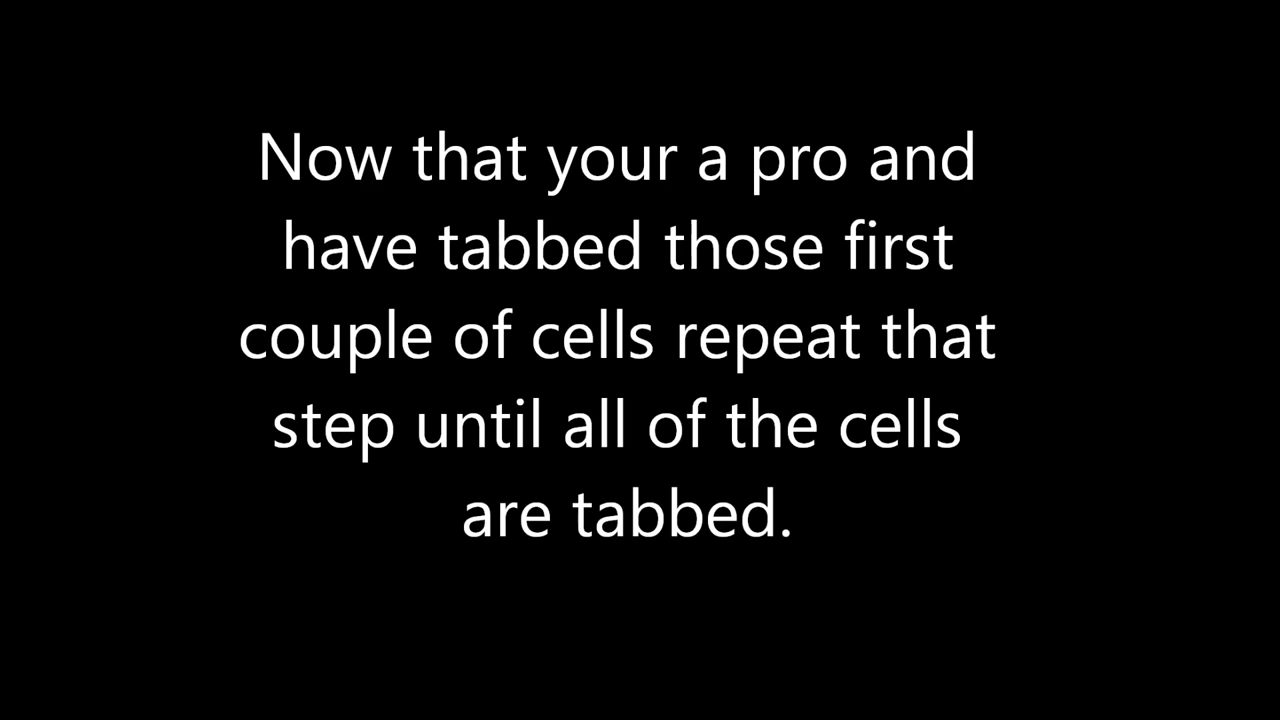 Now that your a pro and
have tabbed those first
couple of cells repeat that
step until all of the cells
are tabbed.